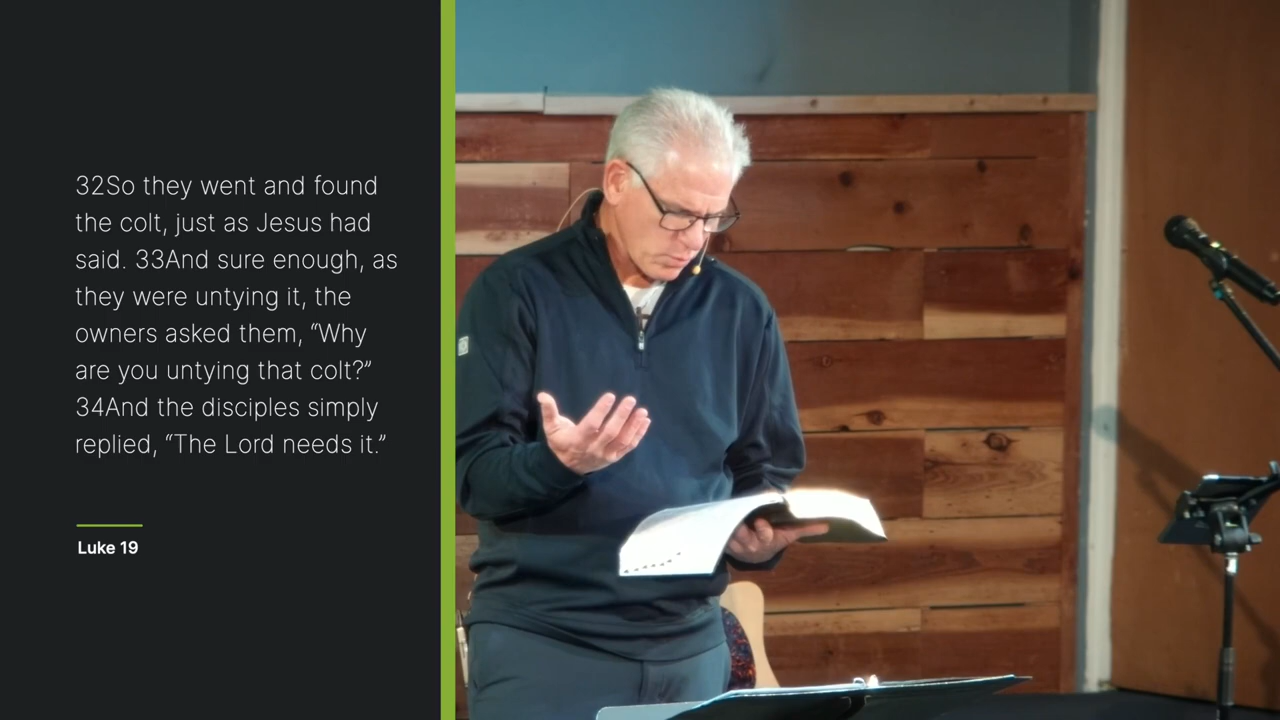 32So they went and found
the colt, just as Jesus had
said. 33And sure enough, as
they were untying it, the
owners asked them, “Why
are you untying that colt?”
34And the disciples simply
replied, “The Lord needs it.”
Luke 19